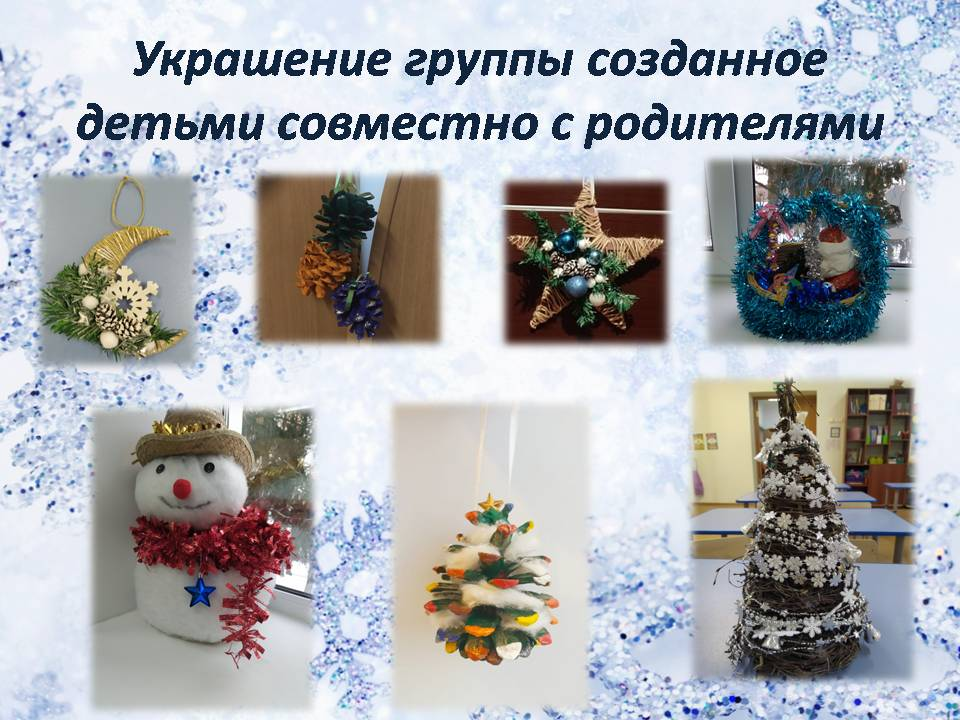 Украшение группы созданное
детьми совместно с родителями